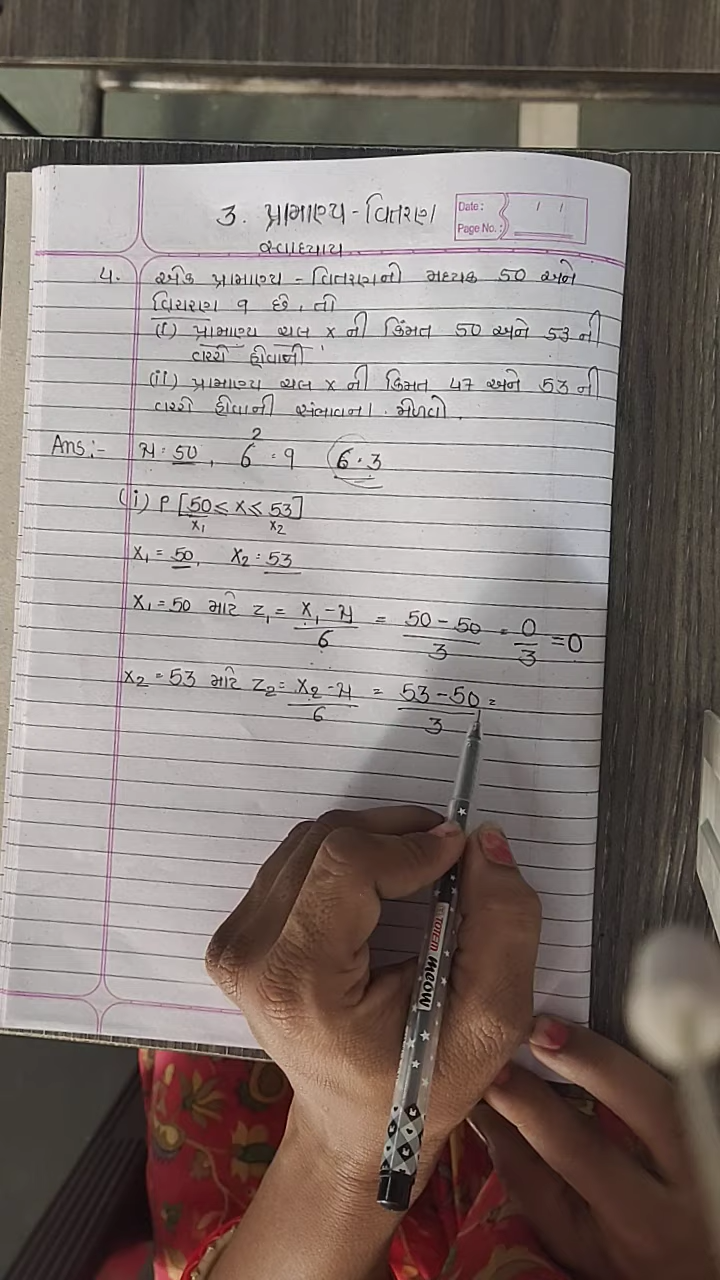 3. પ્રામાણ્ય - વિતરણ
Date : / /
Page No. :
સ્વાધ્યાય
4. એક પ્રામાણ્ય - વિતરણનો મધ્યક 50 અને
વિચરણ 9 છે, તો
(i) પ્રામાણ્ય ચલ x ની કિંમત 50 અને 53 ની
વચ્ચે હોવાની
(ii) પ્રામાણ્ય ચલ x ની કિંમત 47 અને 53 ની
વચ્ચે હોવાની સંભાવના મેળવો.
Ans :- μ = 50, σ² = 9 σ = 3
(i) P [50 ≤ x ≤ 53]
x₁ x₂
x₁ = 50, x₂ = 53
x₁ = 50 માટે z₁ = x₁ - μ / σ = 50 - 50 / 3 = 0 / 3 = 0
x₂ = 53 માટે z₂ = x₂ - μ / σ = 53 - 50 / 3 =
TOTEM MEOW